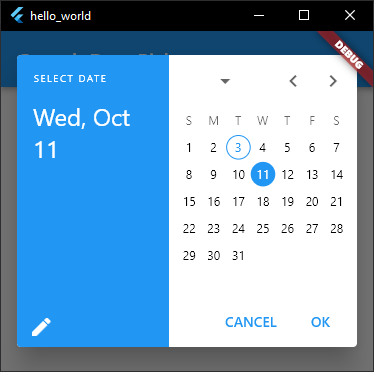 hello_world
DEBUG
SELECT DATE
Wed, Oct
11
S M T W T F S
1 2 3 4 5 6 7
8 9 10 11 12 13 14
15 16 17 18 19 20 21
22 23 24 25 26 27 28
29 30 31
CANCEL OK